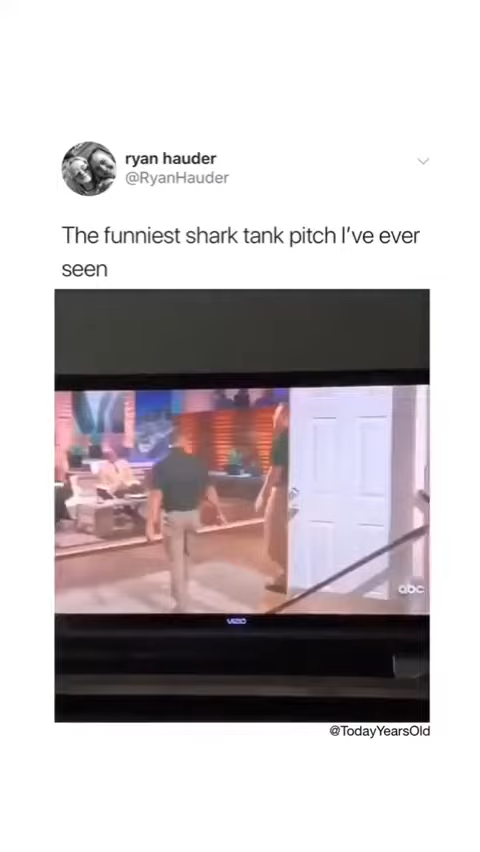 ryan hauder
@RyanHauder
The funniest shark tank pitch I've ever
seen
abc
VIZIO
@TodayYearsOld